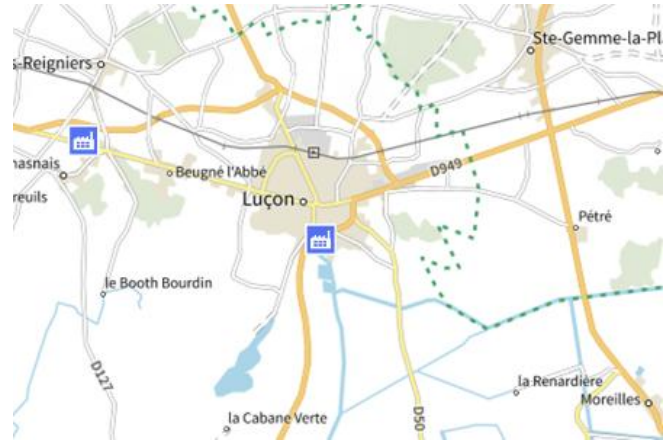 Ste-Gemme-la-Pl
s-Reigniers
D949
nasnais
Beugné l'Abbé
Luçon
reuils
Pétré
le Booth Bourdin
D127
la Renardière
Moreilles
D50
la Cabane Verte